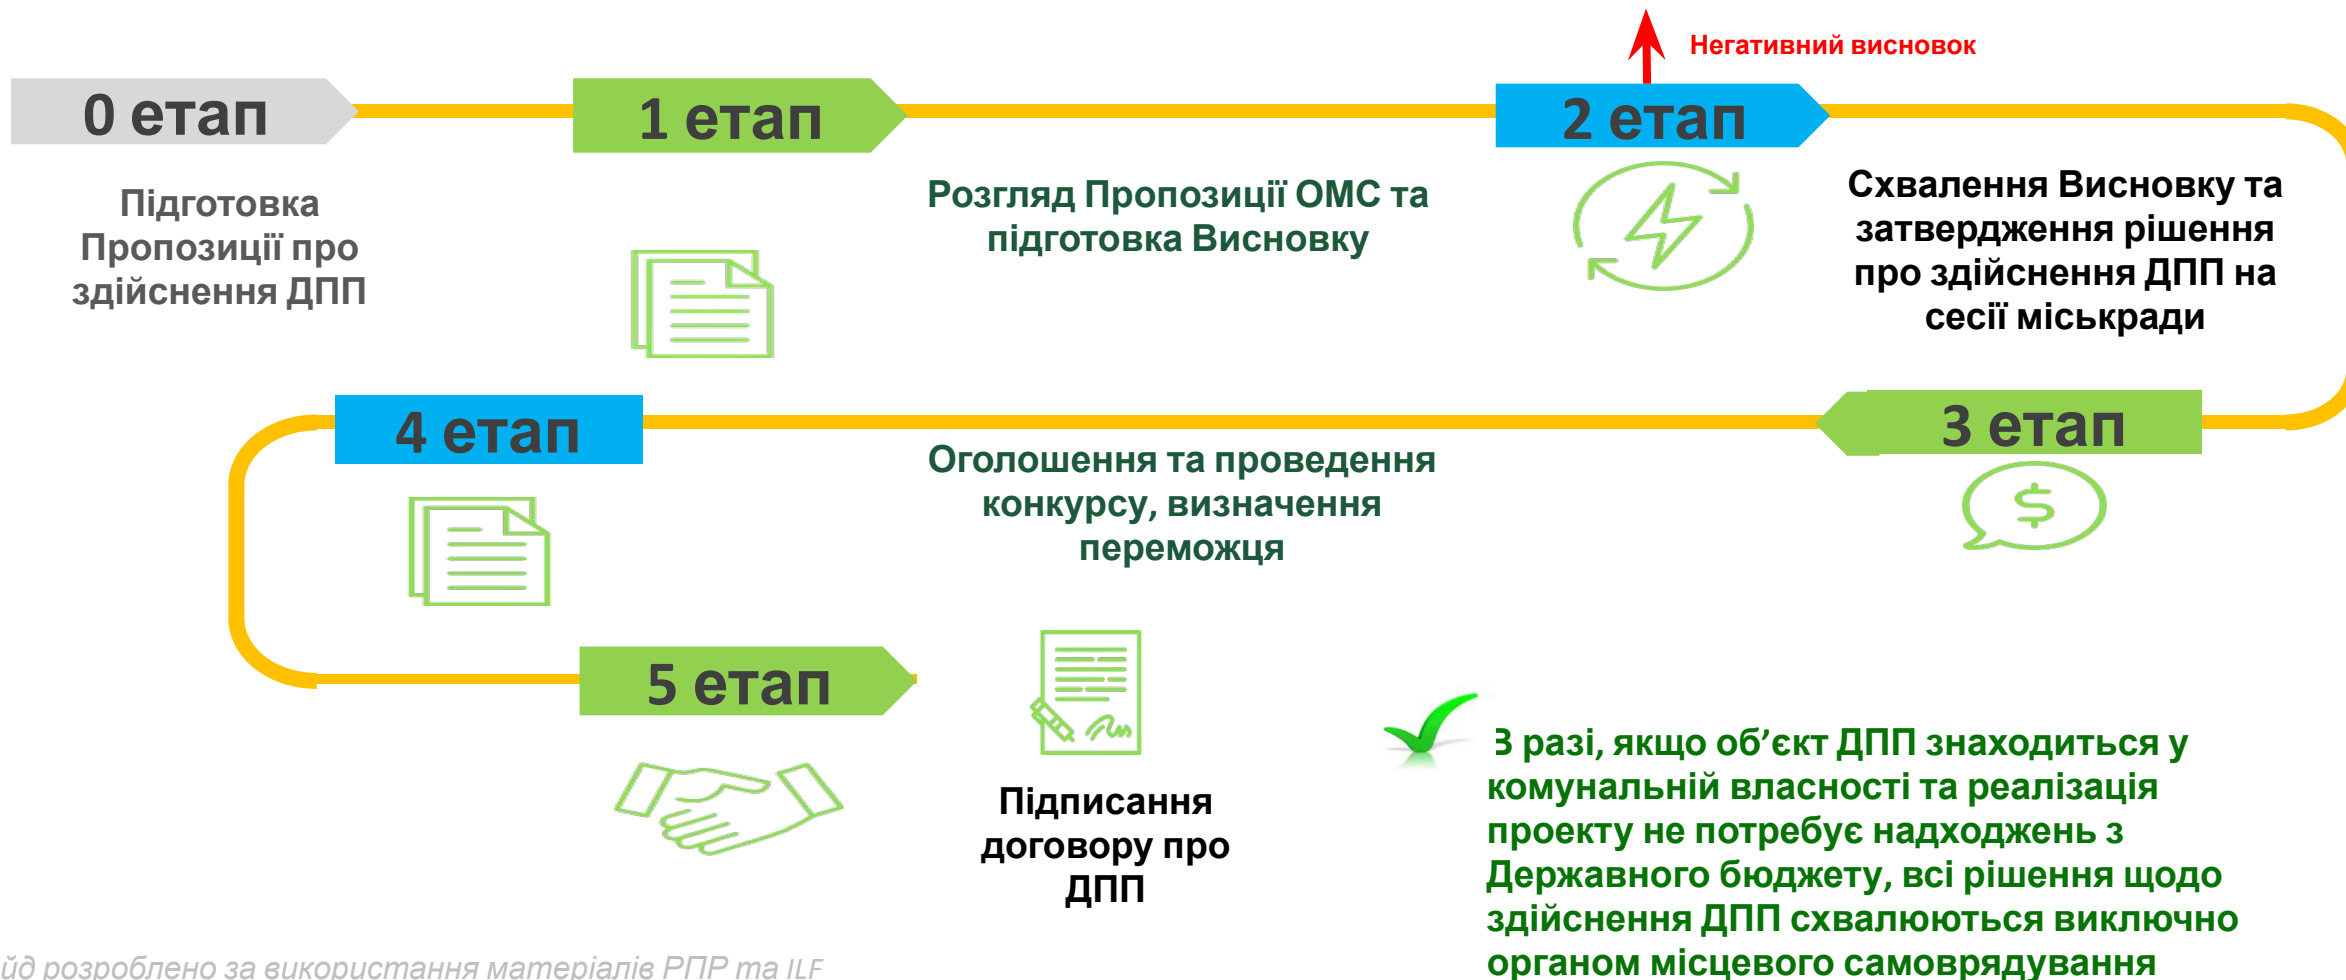 Негативний висновок
0 етап
1 етап
2 етап
Підготовка
Пропозиції про
здійснення ДПП
Розгляд Пропозиції ОМС та
підготовка Висновку
Схвалення Висновку та
затвердження рішення
про здійснення ДПП на
сесії міськради
3 етап
4 етап
Оголошення та проведення
конкурсу, визначення
переможця
$
5 етап
Підписання
договору про
ДПП
В разі, якщо об’єкт ДПП знаходиться у
комунальній власності та реалізація
проекту не потребує надходжень з
Державного бюджету, всі рішення щодо
здійснення ДПП схвалюються виключно
органом місцевого самоврядування
йд розроблено за використання матеріалів РПР та ILF